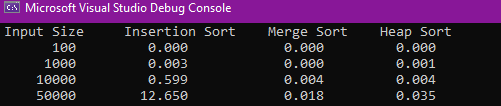 Microsoft Visual Studio Debug Console
Input Size Insertion Sort Merge Sort Heap Sort
100 0.000 0.000 0.000
1000 0.003 0.000 0.001
10000 0.599 0.004 0.004
50000 12.650 0.018 0.035